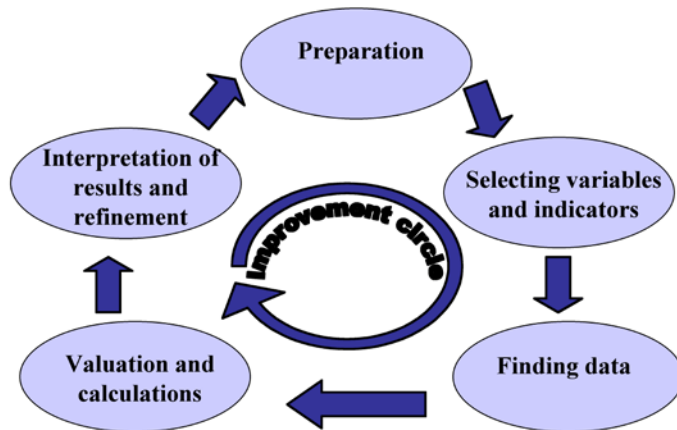 Preparation
Selecting variables
and indicators
Finding data
Valuation and
calculations
Interpretation of
results and
refinement
improvement circle